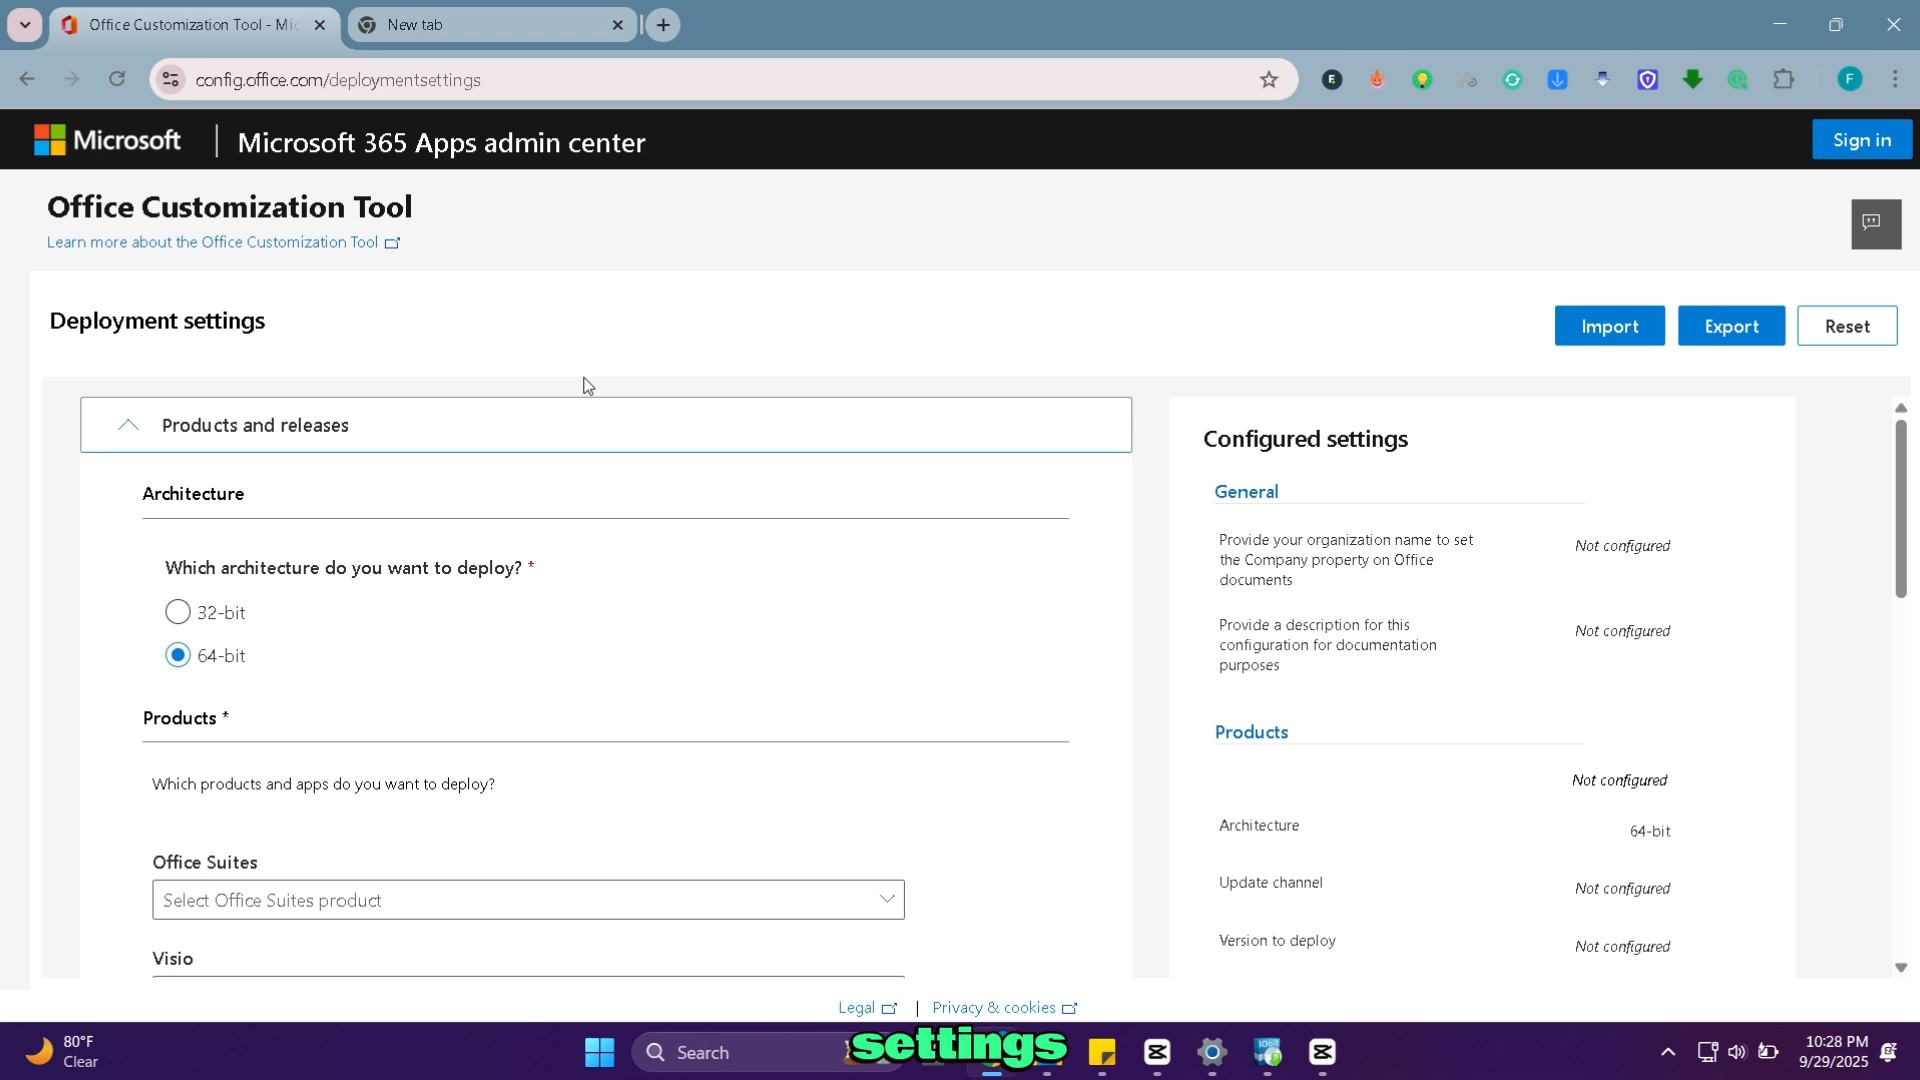 Office Customization Tool - Mic
New tab
config.office.com/deploymentsettings
F
Microsoft
Microsoft 365 Apps admin center
Sign in
Office Customization Tool
Learn more about the Office Customization Tool
Deployment settings
Import
Export
Reset
Products and releases
Architecture
Which architecture do you want to deploy? *
32-bit
64-bit
Products *
Which products and apps do you want to deploy?
Office Suites
Select Office Suites product
Visio
Configured settings
General
Provide your organization name to set
the Company property on Office
documents
Not configured
Provide a description for this
configuration for documentation
purposes
Not configured
Products
Not configured
Architecture
64-bit
Update channel
Not configured
Version to deploy
Not configured
Legal
|
Privacy & cookies
80°F
Clear
Search
settings
10:28 PM
9/29/2025